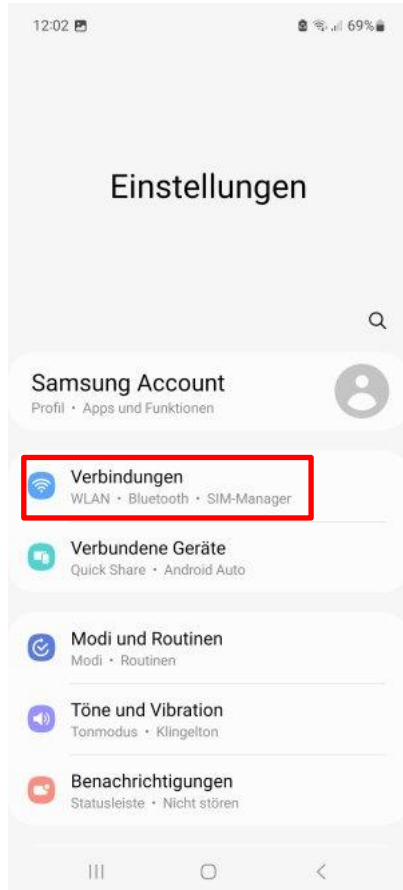 12:02 69%
Einstellungen
Samsung Account
Profil • Apps und Funktionen
Verbindungen
WLAN • Bluetooth • SIM-Manager
Verbundene Geräte
Quick Share • Android Auto
Modi und Routinen
Modi • Routinen
Töne und Vibration
Tonmodus • Klingelton
Benachrichtigungen
Statusleiste • Nicht stören